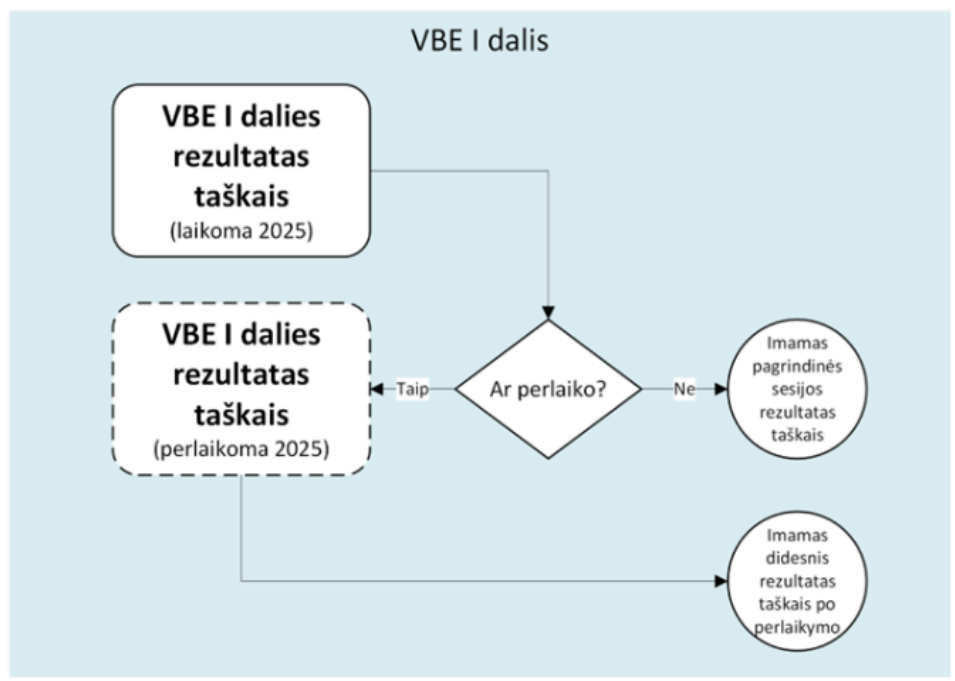 VBE I dalis
VBE I dalies
rezultatas
taškais
(laikoma 2025)
VBE I dalies
rezultatas
taškais
(perlaikoma 2025)
Taip
Ar perlaiko?
Ne
Imamas
pagrindinės
sesijos
rezultatas
taškais
Imamas
didesnis
rezultatas
taškais po
perlaikymo